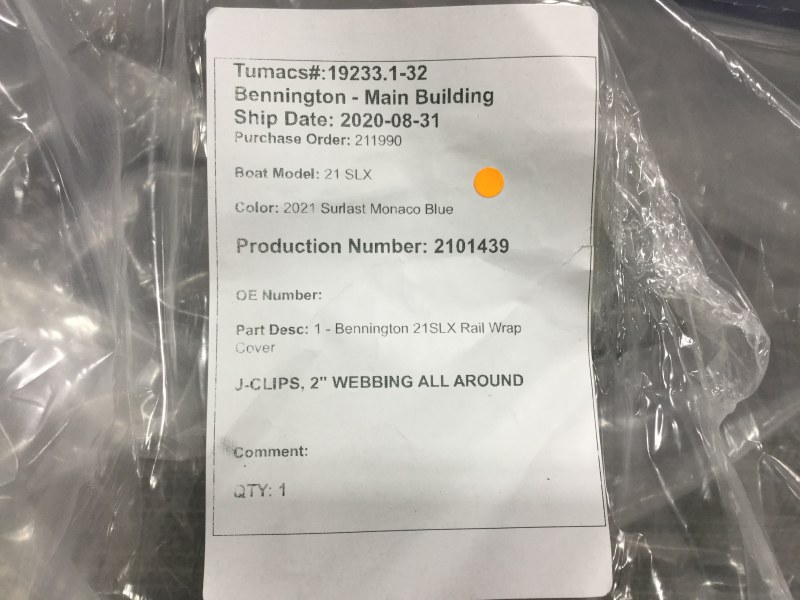 Tumacs#:19233.1-32
Bennington - Main Building
Ship Date: 2020-08-31
Purchase Order: 211990
Boat Model: 21 SLX
Color: 2021 Surlast Monaco Blue
Production Number: 2101439
OE Number:
Part Desc: 1 - Bennington 21SLX Rail Wrap
Cover
J-CLIPS, 2" WEBBING ALL AROUND
Comment:
QTY: 1